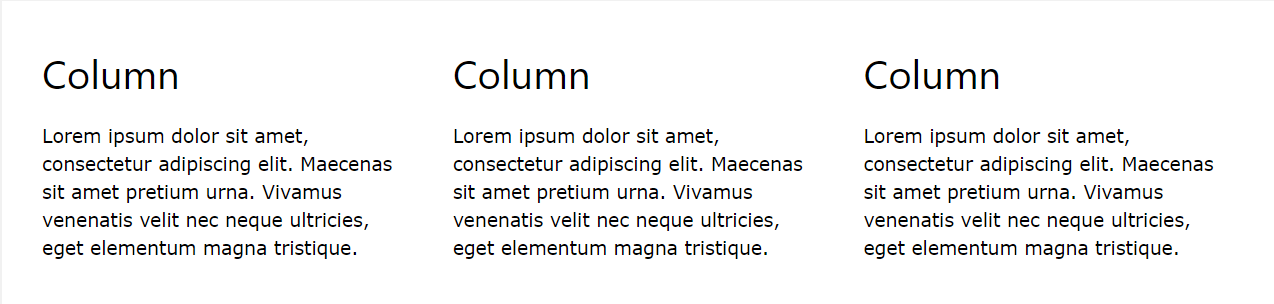 Column
Lorem ipsum dolor sit amet,
consectetur adipiscing elit. Maecenas
sit amet pretium urna. Vivamus
venenatis velit nec neque ultricies,
eget elementum magna tristique.
Column
Lorem ipsum dolor sit amet,
consectetur adipiscing elit. Maecenas
sit amet pretium urna. Vivamus
venenatis velit nec neque ultricies,
eget elementum magna tristique.
Column
Lorem ipsum dolor sit amet,
consectetur adipiscing elit. Maecenas
sit amet pretium urna. Vivamus
venenatis velit nec neque ultricies,
eget elementum magna tristique.